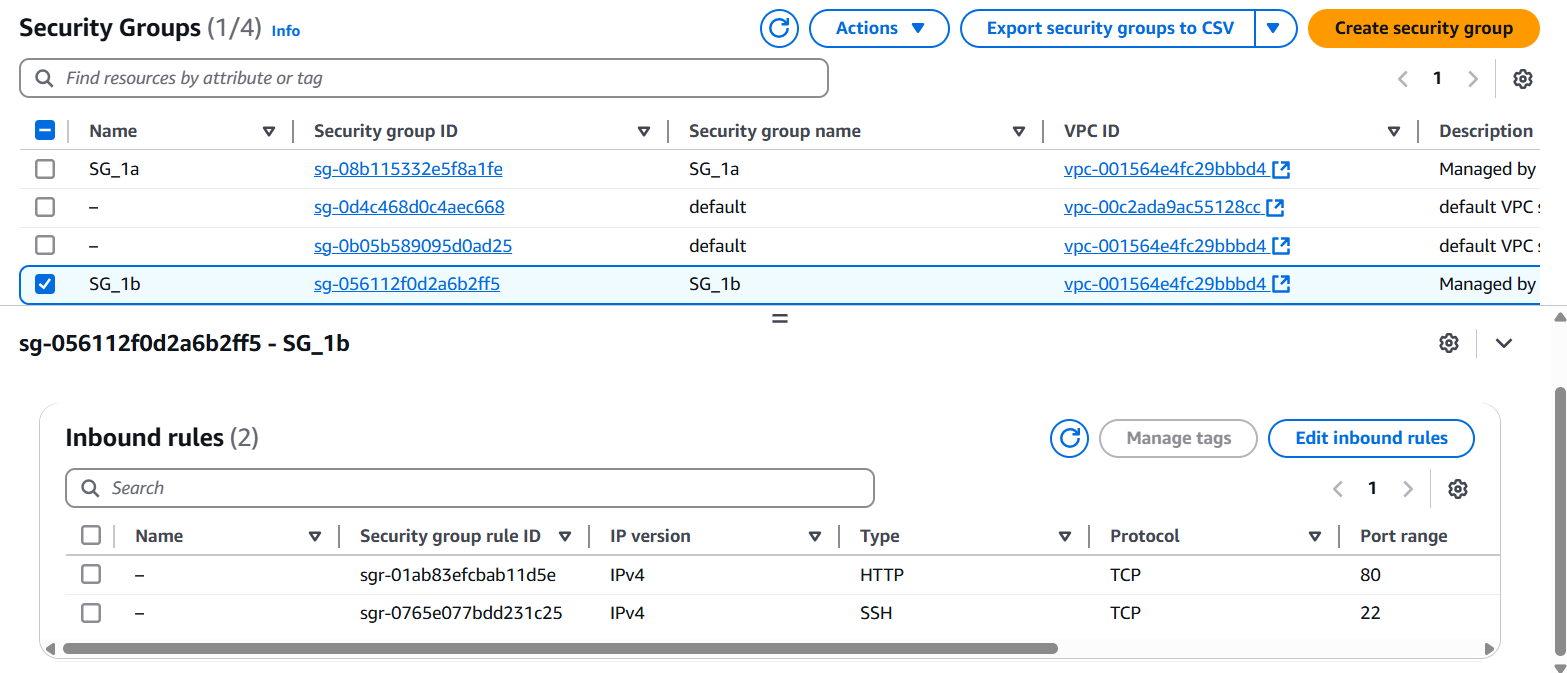 Security Groups (1/4) Info Actions Export security groups to CSV Create security group
Find resources by attribute or tag 1
Name Security group ID Security group name VPC ID Description
SG_1a sg-08b115332e5f8a1fe SG_1a vpc-001564e4fc29bbbd4 Managed by
– sg-0d4c468d0c4aec668 default vpc-00c2ada9ac55128cc default VPC s
– sg-0b05b589095d0ad25 default vpc-001564e4fc29bbbd4 default VPC s
SG_1b sg-056112f0d2a6b2ff5 SG_1b vpc-001564e4fc29bbbd4 Managed by
sg-056112f0d2a6b2ff5 - SG_1b
Inbound rules (2) Manage tags Edit inbound rules
Search 1
Name Security group rule ID IP version Type Protocol Port range
– sgr-01ab83efcbab11d5e IPv4 HTTP TCP 80
– sgr-0765e077bdd231c25 IPv4 SSH TCP 22